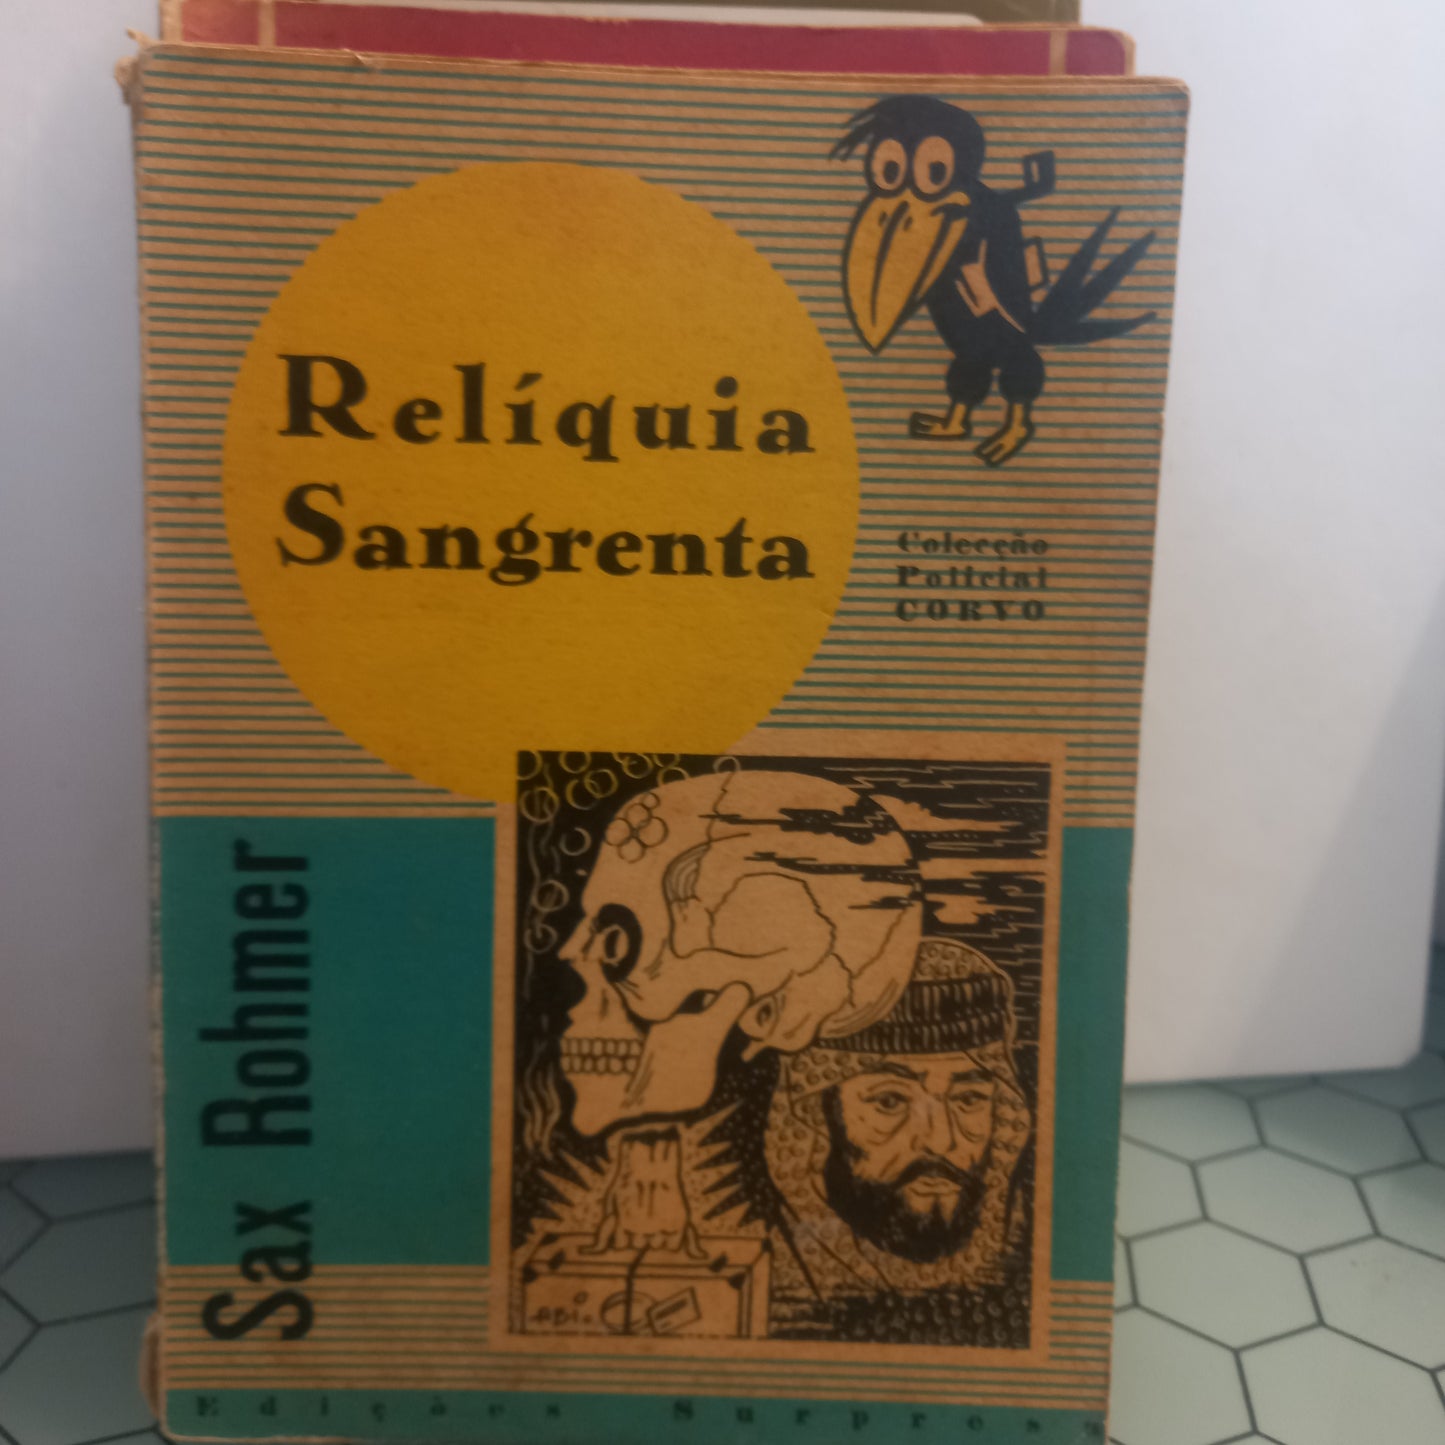 Relíquia
Sangrenta
Colecção
Policial
CORVO
Sax Rohmer
Edições Surpresa